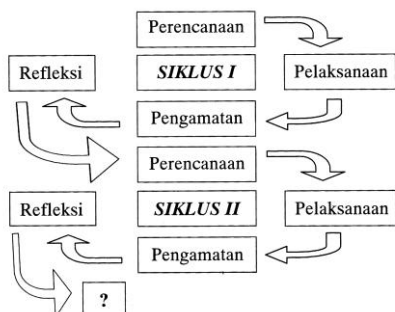 Perencanaan
Refleksi
SIKLUS I
Pelaksanaan
Pengamatan
Perencanaan
Refleksi
SIKLUS II
Pelaksanaan
Pengamatan
?